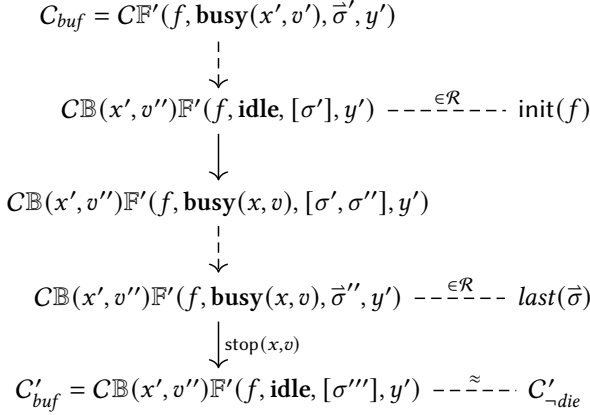 𝒞_buf = 𝒞𝔽′(f, busy(x′, v′), σ⃗′, y′)
𝒞𝔹(x′, v″)𝔽′(f, idle, [σ′], y′) ∈ℛ init(f)
𝒞𝔹(x′, v″)𝔽′(f, busy(x, v), [σ′, σ″], y′)
𝒞𝔹(x′, v″)𝔽′(f, busy(x, v), σ⃗″, y′) ∈ℛ last(σ⃗)
stop(x,v)
𝒞′_buf = 𝒞𝔹(x′, v″)𝔽′(f, idle, [σ‴], y′) ≈ 𝒞′_¬die